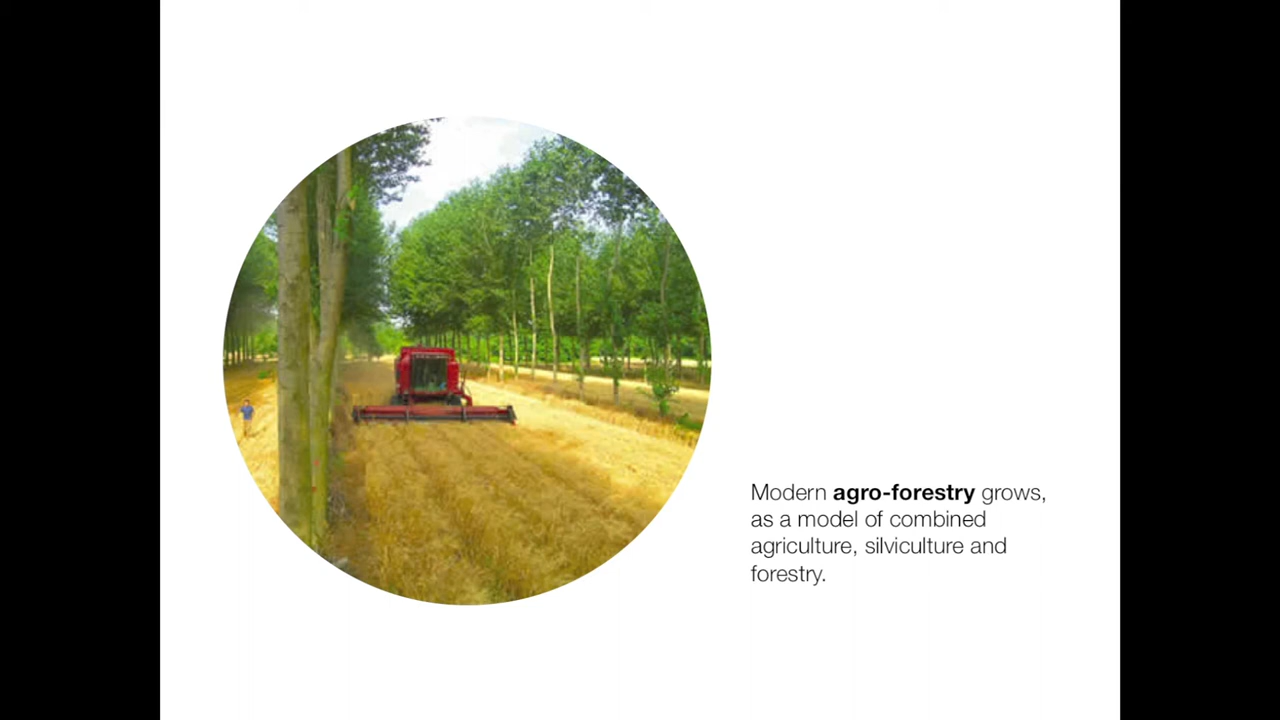 Modern agro-forestry grows,
as a model of combined
agriculture, silviculture and
forestry.